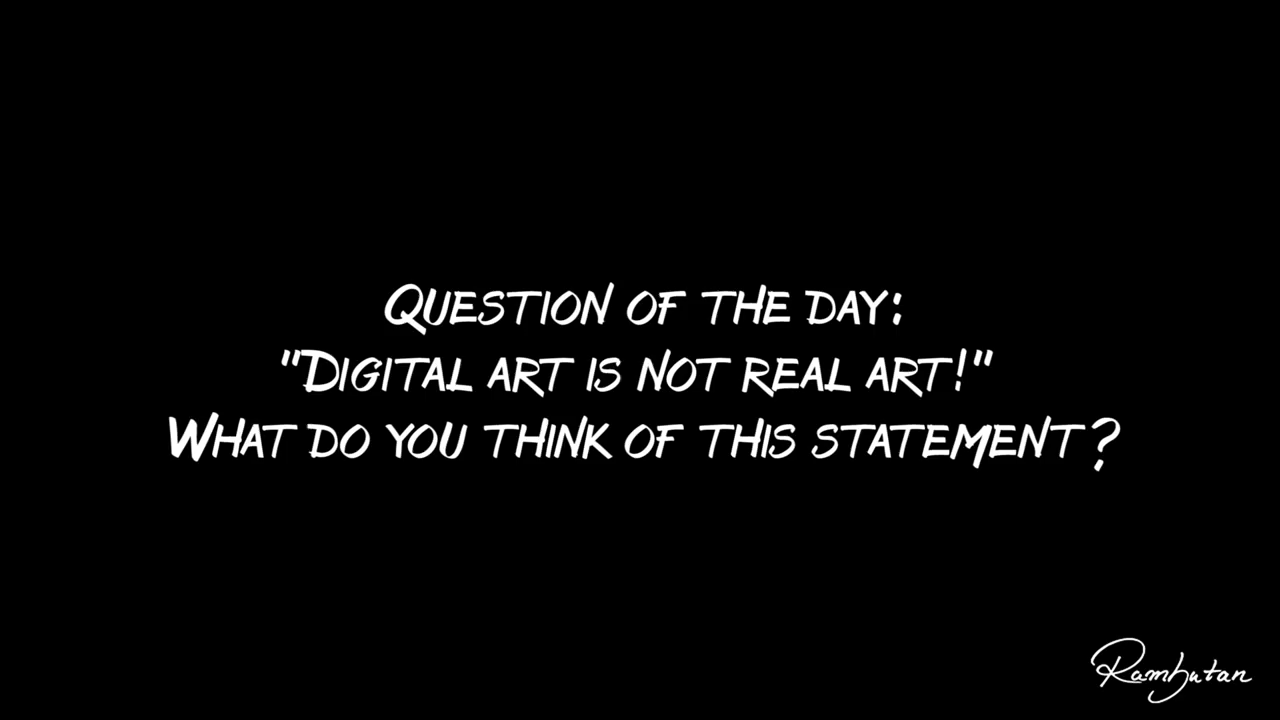 Question of the day:
"Digital art is not real art!"
What do you think of this statement?
Rambutan